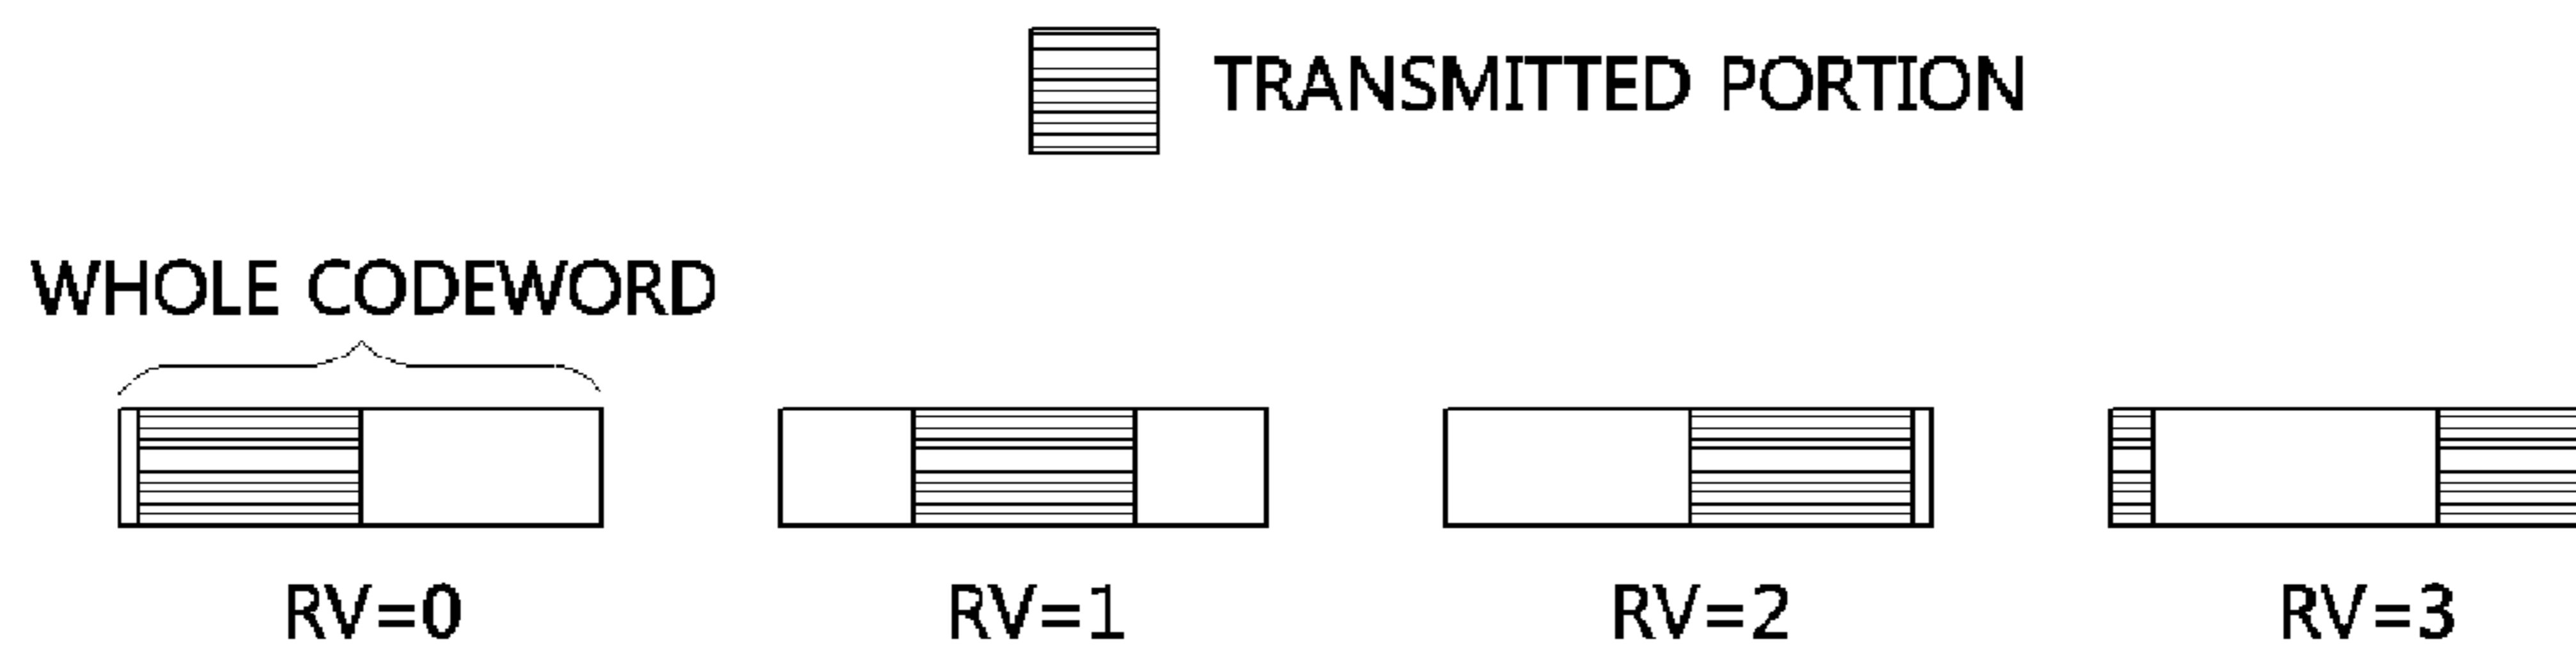 TRANSMITTED PORTION
WHOLE CODEWORD
RV=0
RV=1
RV=2
RV=3